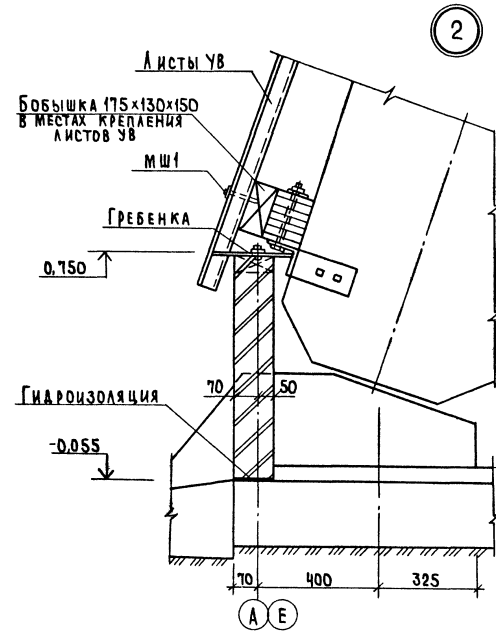 2
Листы УВ
Бобышка 175×130×150
в местах крепления
листов УВ
МШ1
Гребенка
0,750
70
50
Гидроизоляция
-0,055
70
400
325
А
Е